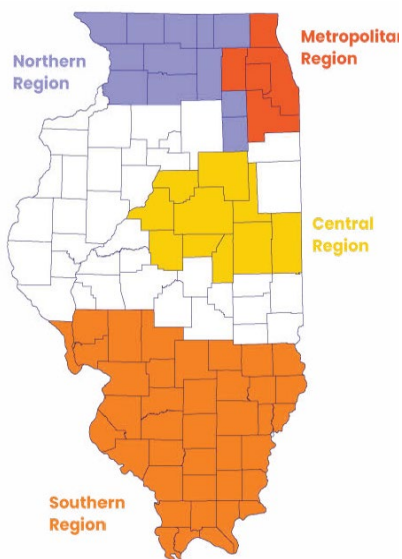 Northern
Region
Metropolitan
Region
Central
Region
Southern
Region